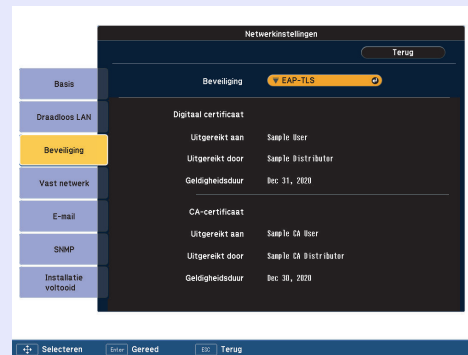 Netwerkinstellingen
Terug
Basis
Draadloos LAN
Beveiliging
Vast netwerk
E-mail
SNMP
Installatie
voltooid
Beveiliging EAP-TLS
Digitaal certificaat
Uitgereikt aan Sample User
Uitgereikt door Sample Distributor
Geldigheidsduur Dec 31, 2020
CA-certificaat
Uitgereikt aan Sample CA User
Uitgereikt door Sample CA Distributor
Geldigheidsduur Dec 30, 2020
Selecteren Enter Gereed ESC Terug